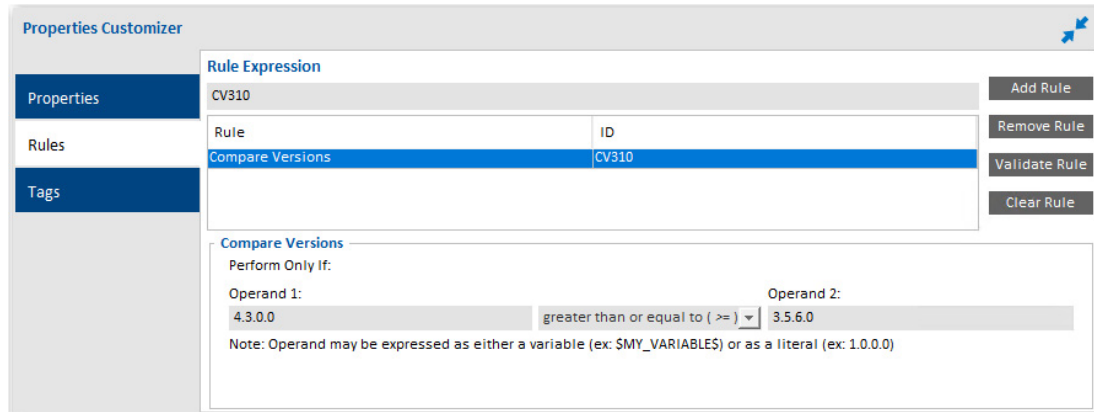 Properties Customizer
Properties
Rules
Tags
Rule Expression
CV310
Rule ID
Compare Versions CV310
Add Rule
Remove Rule
Validate Rule
Clear Rule
Compare Versions
Perform Only If:
Operand 1: Operand 2:
4.3.0.0 greater than or equal to ( >= ) 3.5.6.0
Note: Operand may be expressed as either a variable (ex: $MY_VARIABLE$) or as a literal (ex: 1.0.0.0)